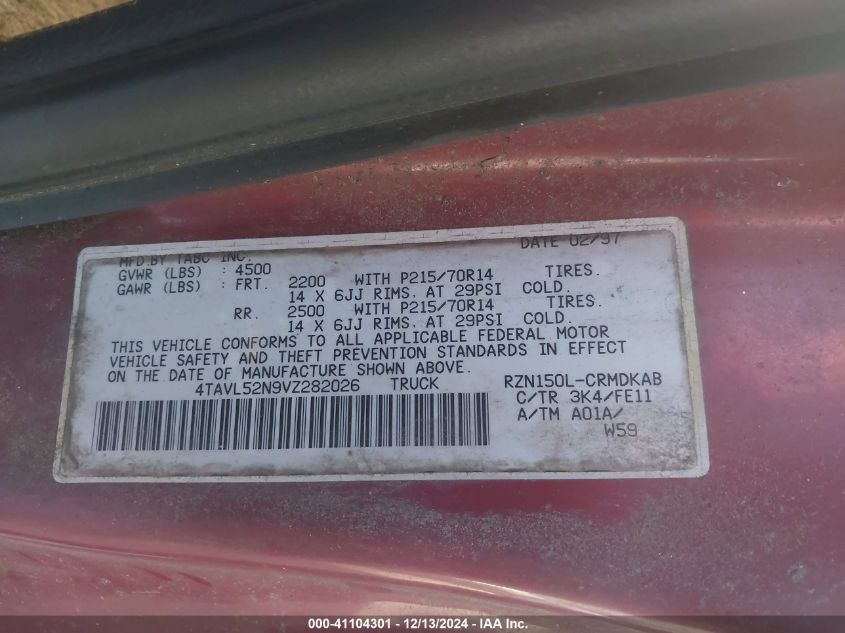 MFD.BY TABC INC. DATE 02/97
GVWR (LBS) : 4500
GAWR (LBS) : FRT. 2200 WITH P215/70R14 TIRES.
14 X 6JJ RIMS. AT 29PSI COLD.
RR. 2500 WITH P215/70R14 TIRES.
14 X 6JJ RIMS. AT 29PSI COLD.
THIS VEHICLE CONFORMS TO ALL APPLICABLE FEDERAL MOTOR
VEHICLE SAFETY AND THEFT PREVENTION STANDARDS IN EFFECT
ON THE DATE OF MANUFACTURE SHOWN ABOVE.
4TAVL52N9VZ282026 TRUCK RZN150L-CRMDKAB
C/TR 3K4/FE11
A/TM A01A/
W59
000-41104301 - 12/13/2024 - IAA Inc.